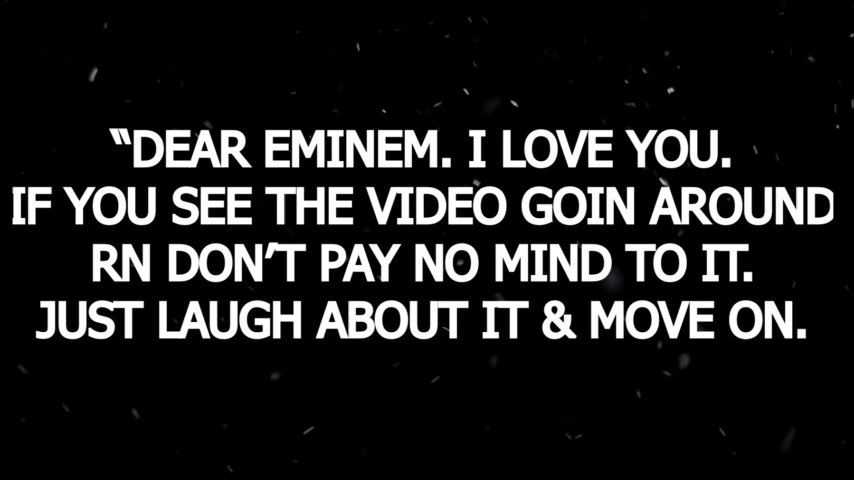 “DEAR EMINEM. I LOVE YOU.
IF YOU SEE THE VIDEO GOIN AROUND
RN DON’T PAY NO MIND TO IT.
JUST LAUGH ABOUT IT & MOVE ON.